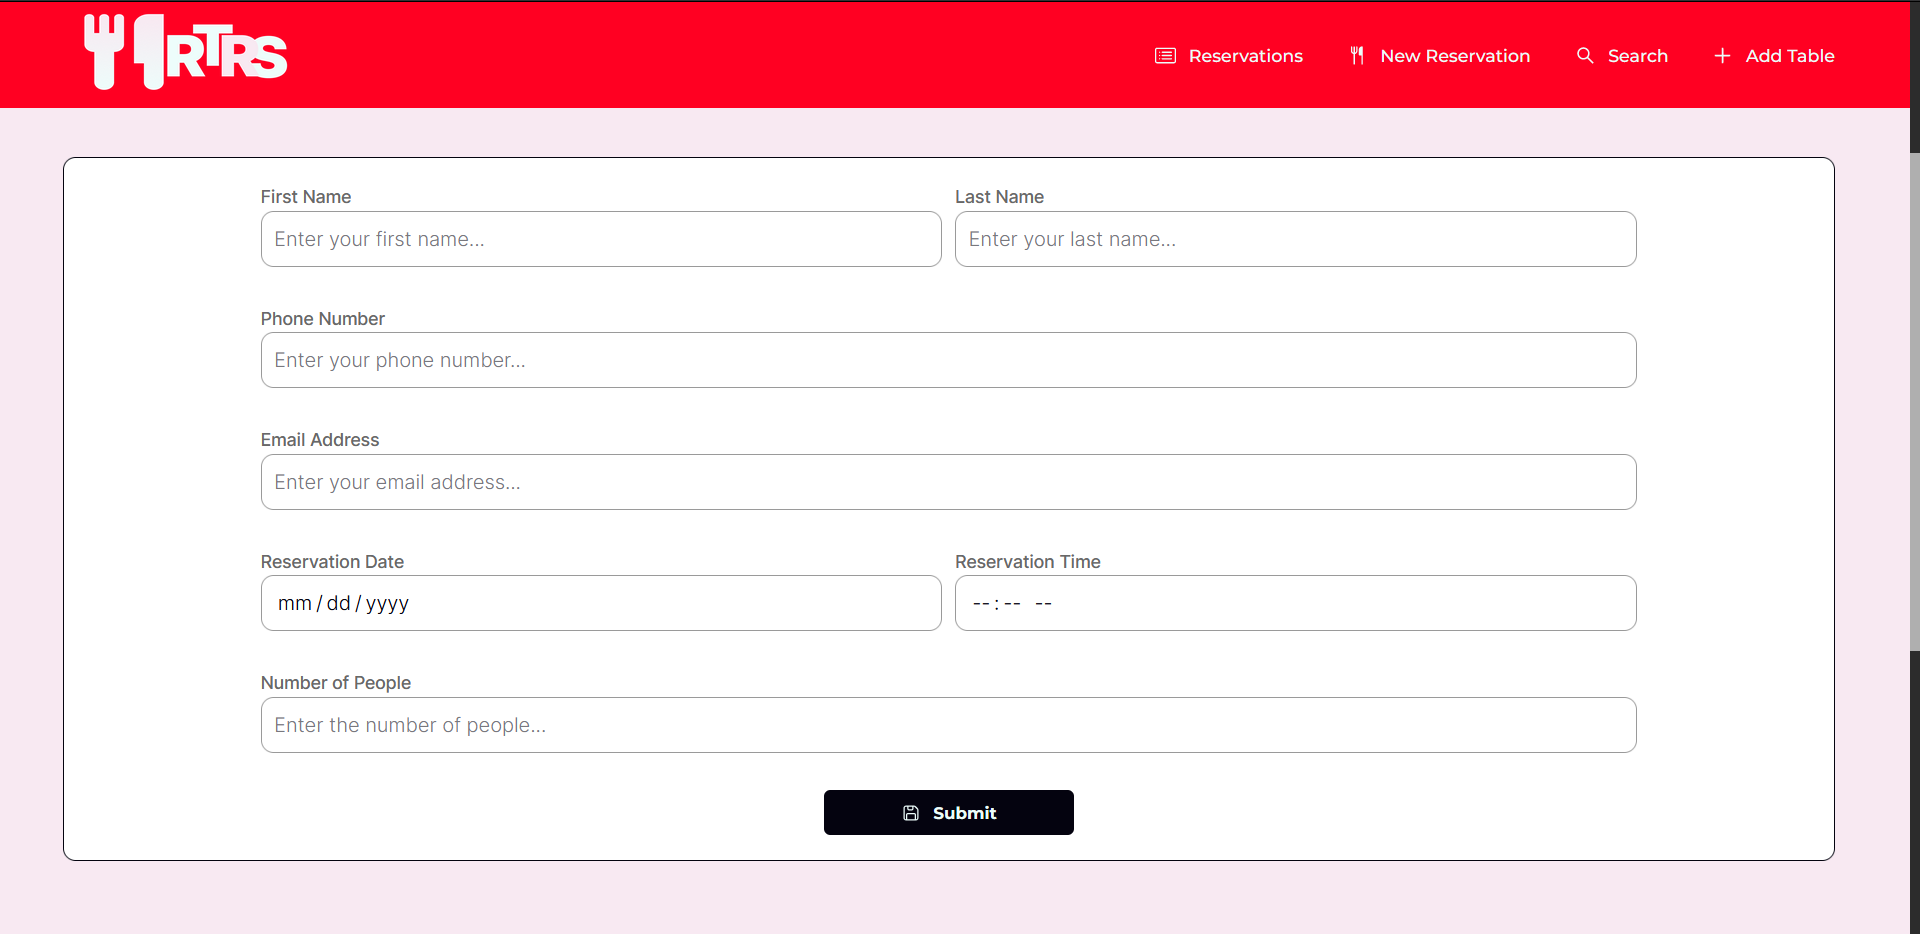 RTRS
Reservations New Reservation Search Add Table
First Name Last Name
Enter your first name... Enter your last name...
Phone Number
Enter your phone number...
Email Address
Enter your email address...
Reservation Date Reservation Time
mm/dd/yyyy --:-- --
Number of People
Enter the number of people...
Submit